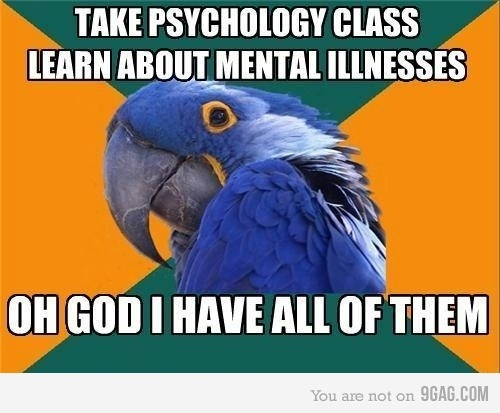 TAKE PSYCHOLOGY CLASS
LEARN ABOUT MENTAL ILLNESSES
OH GOD I HAVE ALL OF THEM
You are not on 9GAG.COM